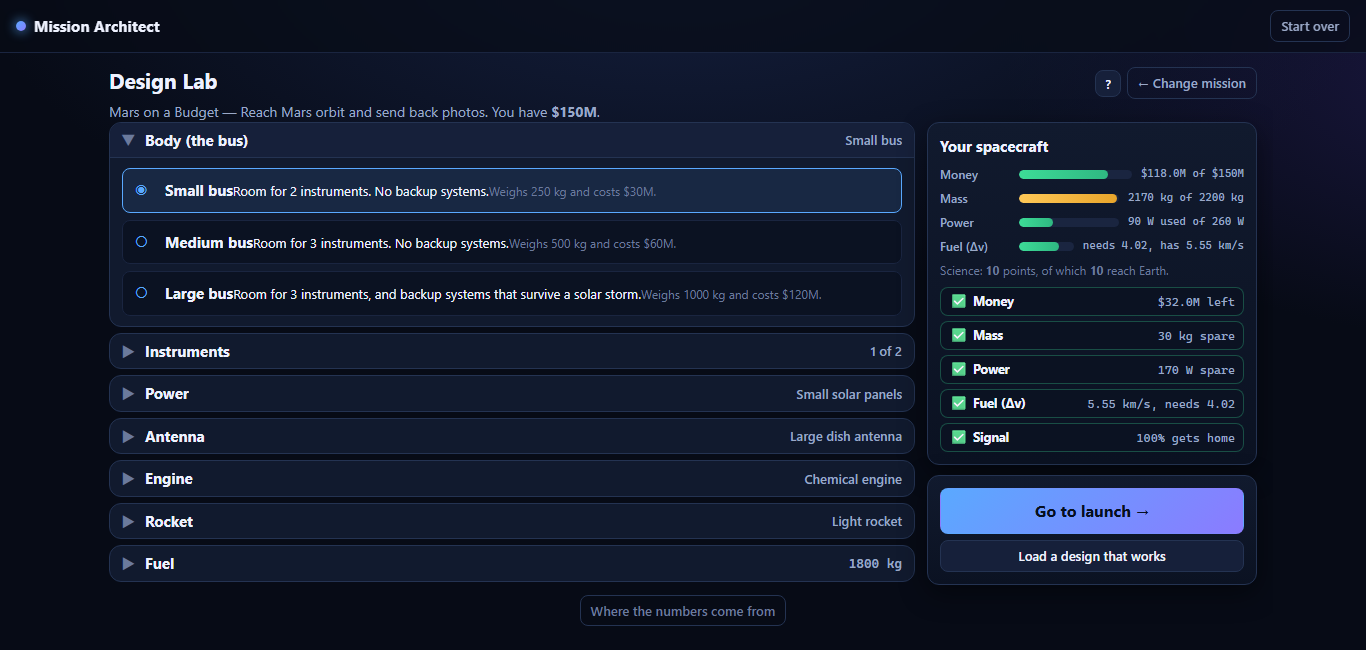 Mission Architect
Start over
Design Lab
?
← Change mission
Mars on a Budget — Reach Mars orbit and send back photos. You have $150M.
▼ Body (the bus) Small bus
Small busRoom for 2 instruments. No backup systems.Weighs 250 kg and costs $30M.
Medium busRoom for 3 instruments. No backup systems.Weighs 500 kg and costs $60M.
Large busRoom for 3 instruments, and backup systems that survive a solar storm.Weighs 1000 kg and costs $120M.
▶ Instruments 1 of 2
▶ Power Small solar panels
▶ Antenna Large dish antenna
▶ Engine Chemical engine
▶ Rocket Light rocket
▶ Fuel 1800 kg
Your spacecraft
Money $118.0M of $150M
Mass 2170 kg of 2200 kg
Power 90 W used of 260 W
Fuel (Δv) needs 4.02, has 5.55 km/s
Science: 10 points, of which 10 reach Earth.
✅ Money $32.0M left
✅ Mass 30 kg spare
✅ Power 170 W spare
✅ Fuel (Δv) 5.55 km/s, needs 4.02
✅ Signal 100% gets home
Go to launch →
Load a design that works
Where the numbers come from